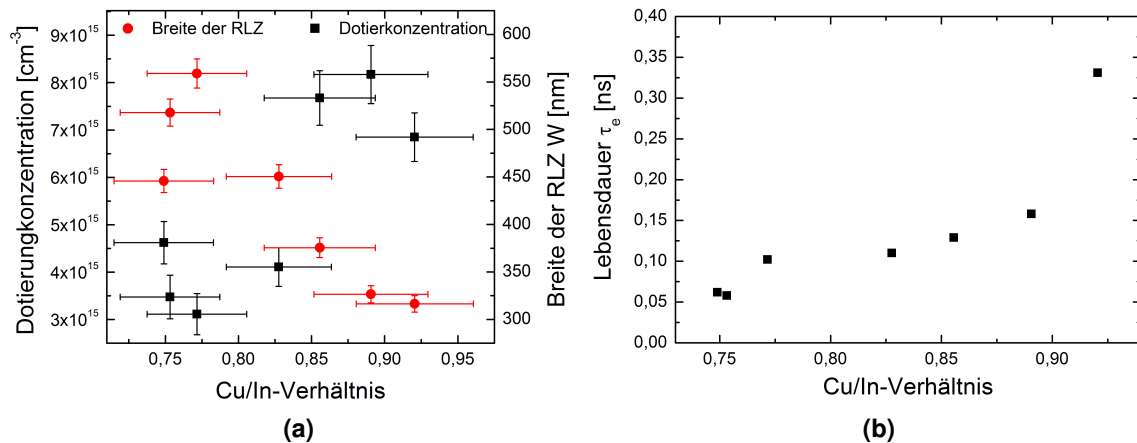 (a)
Breite der RLZ
Dotierkonzentration
Dotierungkonzentration [cm-3]
9x10^15
8x10^15
7x10^15
6x10^15
5x10^15
4x10^15
3x10^15
600
550
500
450
400
350
300
Breite der RLZ W [nm]
0,75
0,80
0,85
0,90
0,95
Cu/In-Verhältnis
(a)
b)
Lebensdauer τe [ns]
0,40
0,35
0,30
0,25
0,20
0,15
0,10
0,05
0,00
0,75
0,80
0,85
0,90
Cu/In-Verhältnis
(b)